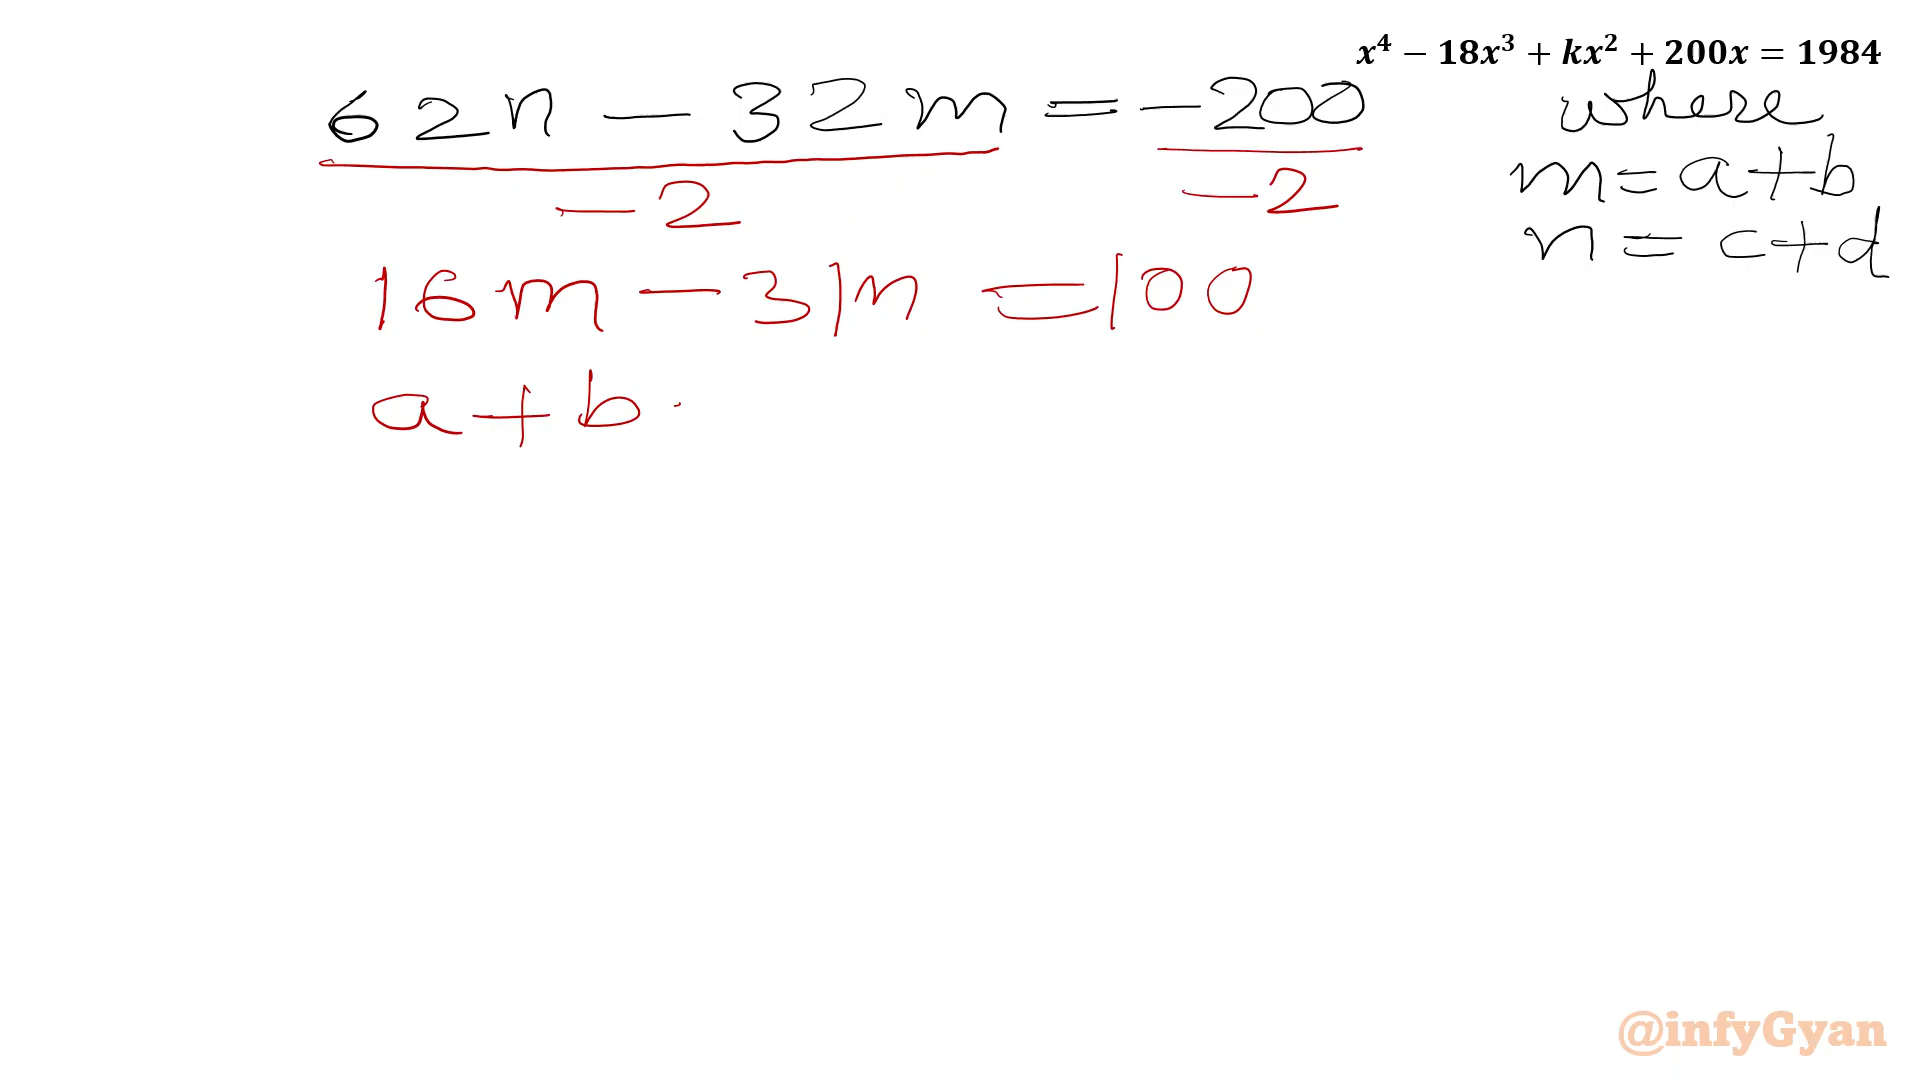 x⁴ − 18x³ + kx² + 200x = 1984
62n − 32m = −200
−2 −2
where
m = a + b
n = c + d
16m − 31n = 100
a + b
@infyGyan